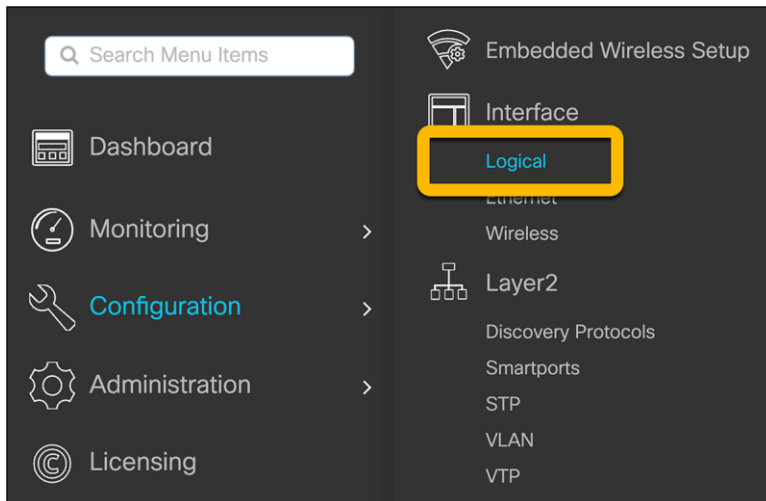 Search Menu Items
Dashboard
Monitoring
Configuration
Administration
Licensing
Embedded Wireless Setup
Interface
Logical
Ethernet
Wireless
Layer2
Discovery Protocols
Smartports
STP
VLAN
VTP